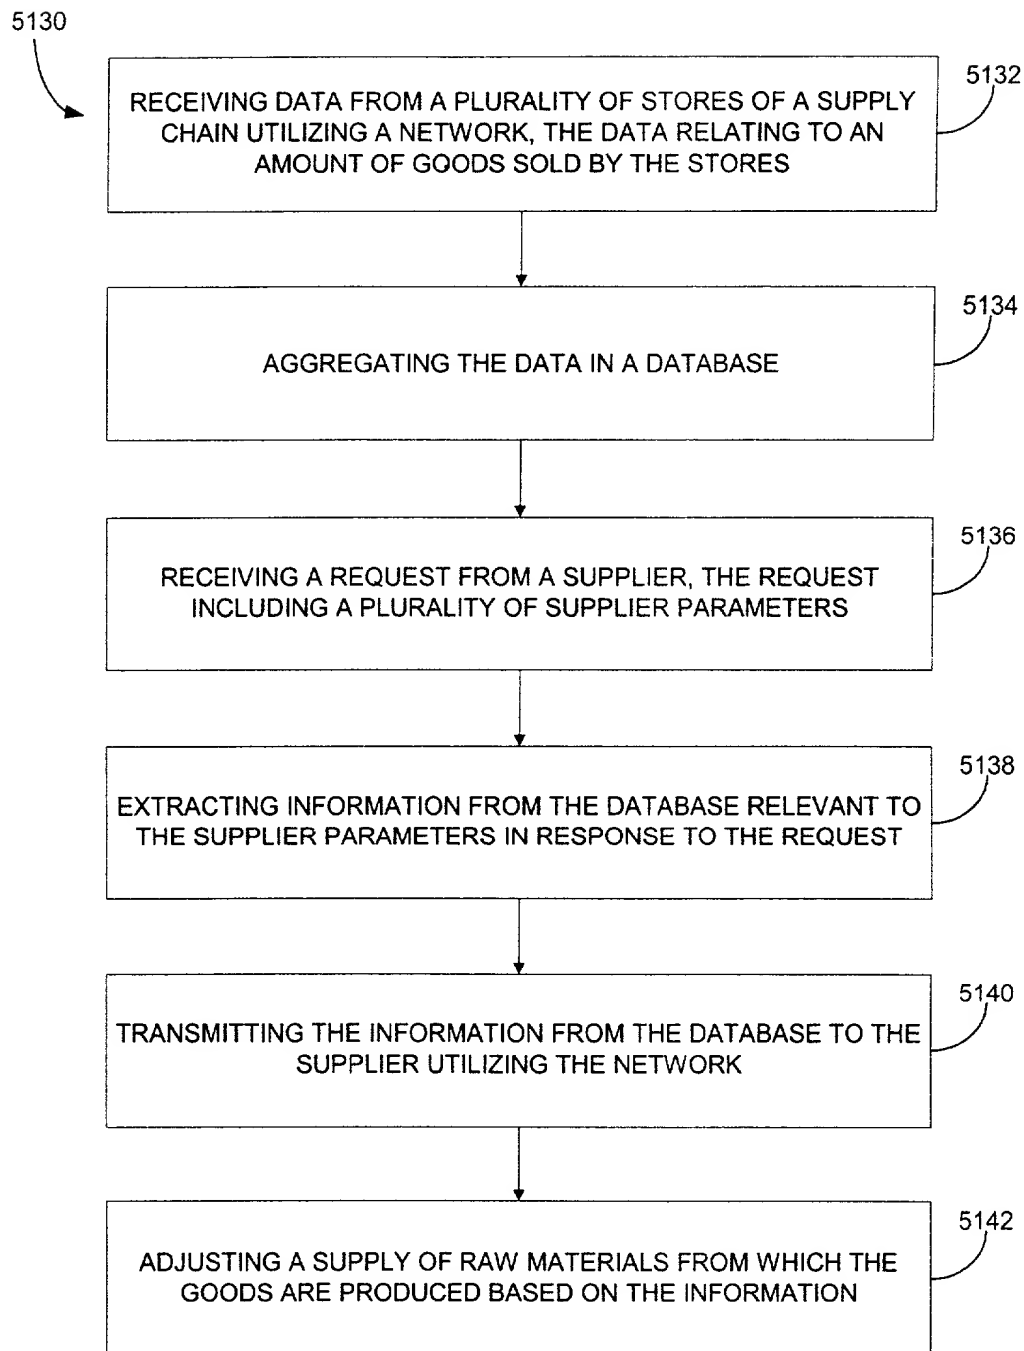 5130
5132
RECEIVING DATA FROM A PLURALITY OF STORES OF A SUPPLY
CHAIN UTILIZING A NETWORK, THE DATA RELATING TO AN
AMOUNT OF GOODS SOLD BY THE STORES
5134
AGGREGATING THE DATA IN A DATABASE
5136
RECEIVING A REQUEST FROM A SUPPLIER, THE REQUEST
INCLUDING A PLURALITY OF SUPPLIER PARAMETERS
5138
EXTRACTING INFORMATION FROM THE DATABASE RELEVANT TO
THE SUPPLIER PARAMETERS IN RESPONSE TO THE REQUEST
5140
TRANSMITTING THE INFORMATION FROM THE DATABASE TO THE
SUPPLIER UTILIZING THE NETWORK
5142
ADJUSTING A SUPPLY OF RAW MATERIALS FROM WHICH THE
GOODS ARE PRODUCED BASED ON THE INFORMATION